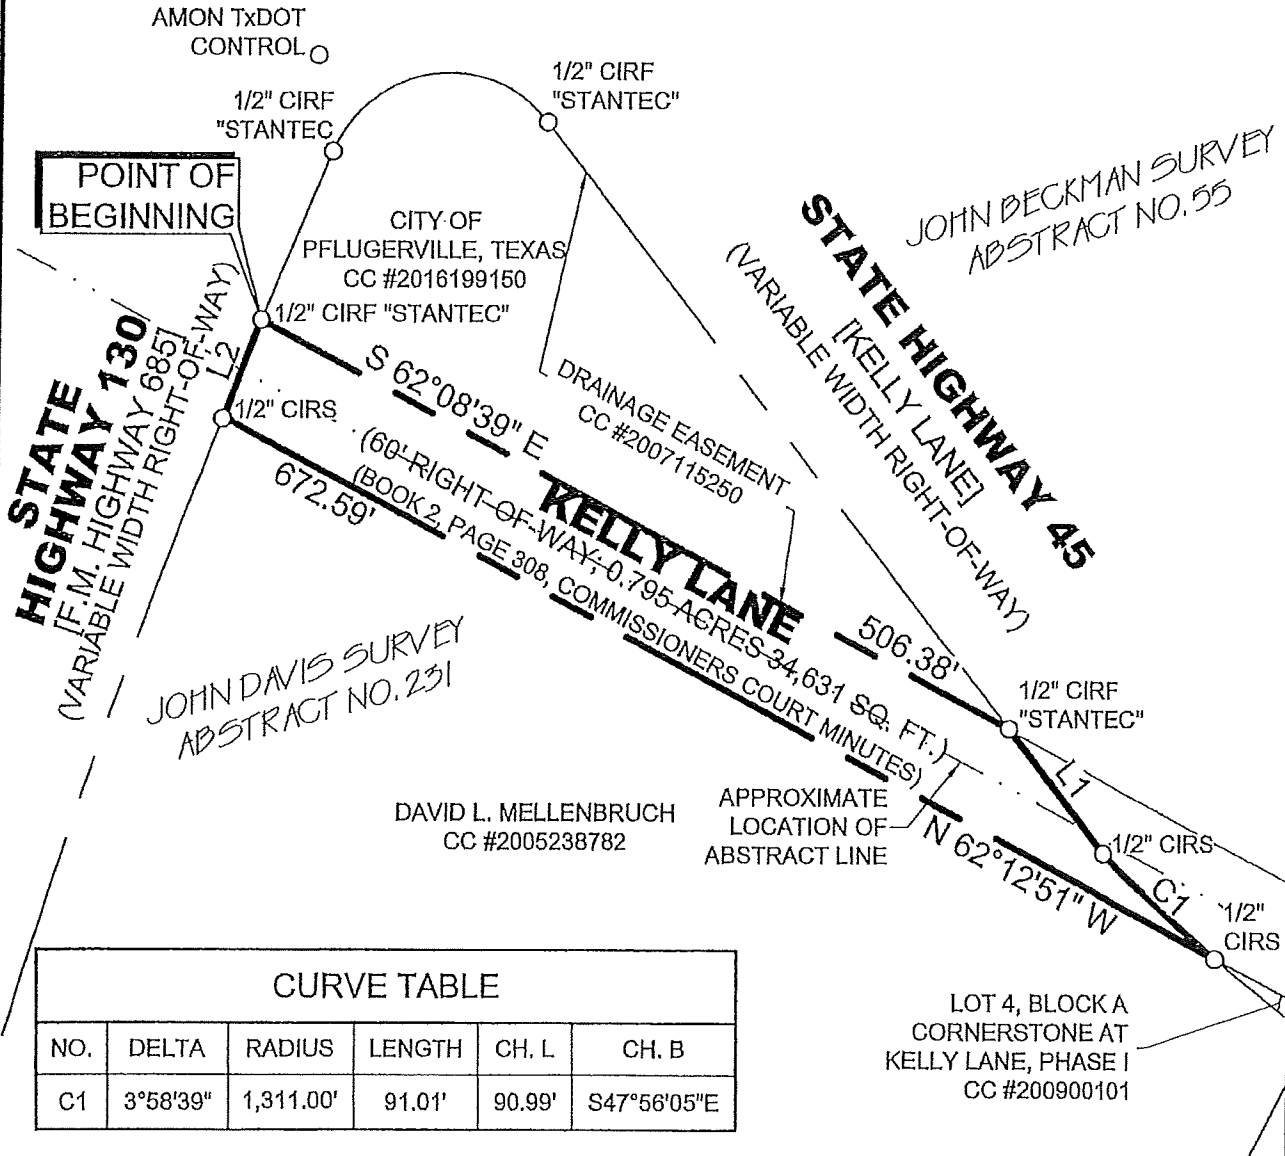 AMON TxDOT
CONTROL
1/2" CIRF
"STANTEC
1/2" CIRF
"STANTEC"
POINT OF
BEGINNING
CITY OF
PFLUGERVILLE, TEXAS
CC #2016199150
JOHN BECKMAN SURVEY
ABSTRACT NO. 55
STATE HIGHWAY 45
[KELLY LANE]
(VARIABLE WIDTH RIGHT-OF-WAY)
1/2" CIRF "STANTEC"
L2
1/2" CIRS
STATE
HIGHWAY 130
[F.M. HIGHWAY 685]
(VARIABLE WIDTH RIGHT-OF-WAY)
S 62°08'39" E
506.38'
DRAINAGE EASEMENT
CC #2007115250
KELLY LANE
(60' RIGHT-OF-WAY; 0.795 ACRES 34,631 SQ. FT.)
(BOOK 2, PAGE 308, COMMISSIONERS COURT MINUTES)
672.59'
N 62°12'51" W
JOHN DAVIS SURVEY
ABSTRACT NO. 231
1/2" CIRF
"STANTEC"
L1
DAVID L. MELLENBRUCH
CC #2005238782
APPROXIMATE
LOCATION OF
ABSTRACT LINE
1/2" CIRS
C1
1/2"
CIRS
LOT 4, BLOCK A
CORNERSTONE AT
KELLY LANE, PHASE I
CC #200900101
CURVE TABLE
NO. DELTA RADIUS LENGTH CH. L CH. B
C1 3°58'39" 1,311.00' 91.01' 90.99' S47°56'05"E